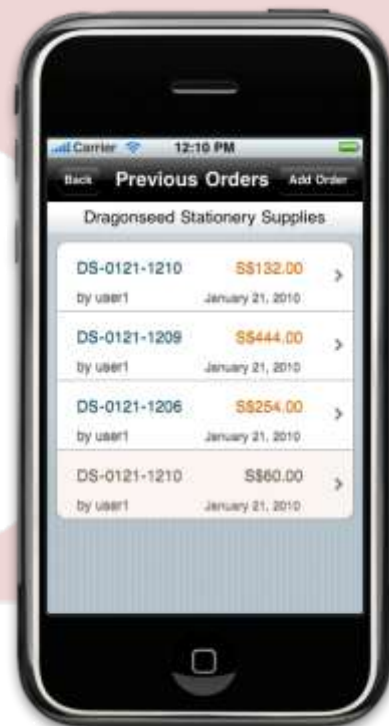 Carrier 12:10 PM
Back Previous Orders Add Order
Dragonseed Stationery Supplies
DS-0121-1210 S$132.00
by user1 January 21, 2010
DS-0121-1209 S$444.00
by user1 January 21, 2010
DS-0121-1206 S$254.00
by user1 January 21, 2010
DS-0121-1210 S$60.00
by user1 January 21, 2010